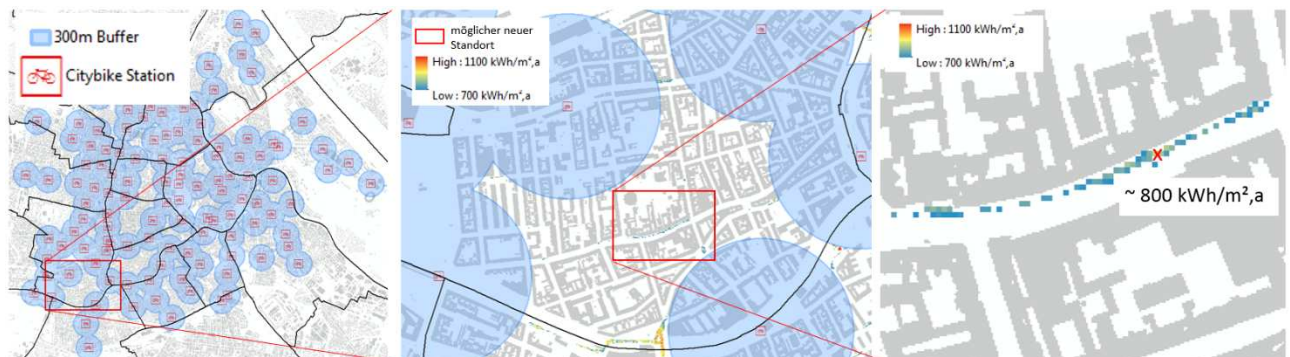 300m Buffer
Citybike Station
möglicher neuer
Standort
High : 1100 kWh/m²,a
Low : 700 kWh/m²,a
High : 1100 kWh/m²,a
Low : 700 kWh/m²,a
X
~ 800 kWh/m²,a